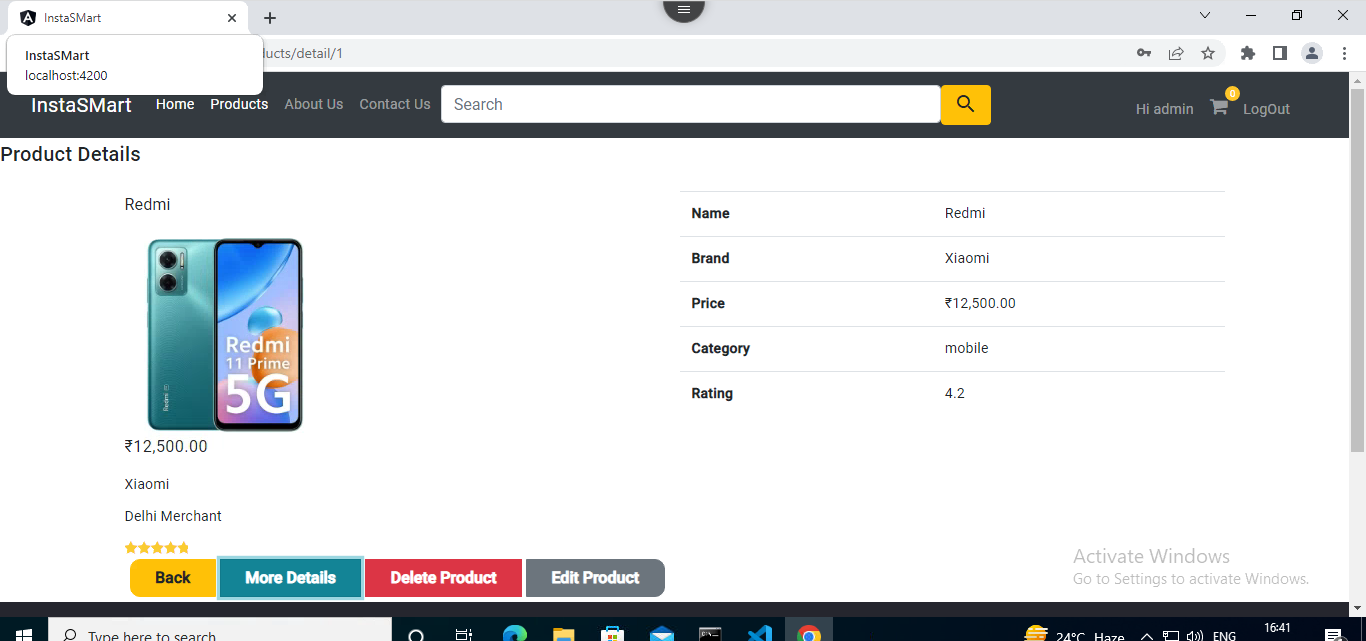 InstaSMart
InstaSMart
localhost:4200
ucts/detail/1
InstaSMart Home Products About Us Contact Us Search Hi admin 0 LogOut
Product Details
Redmi
Redmi
11 Prime
5G
₹12,500.00
Xiaomi
Delhi Merchant
Back More Details Delete Product Edit Product
Name Redmi
Brand Xiaomi
Price ₹12,500.00
Category mobile
Rating 4.2
Activate Windows
Go to Settings to activate Windows.
Type here to search
24°C Haze ENG 16:41